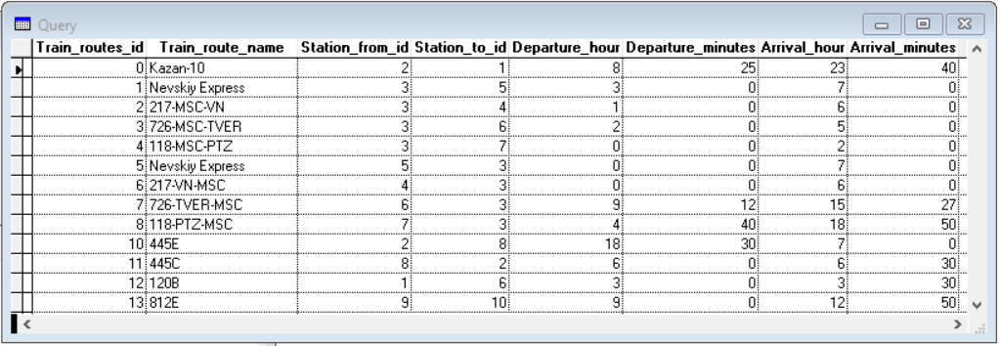 Query
Train_routes_id Train_route_name Station_from_id Station_to_id Departure_hour Departure_minutes Arrival_hour Arrival_minutes
0 Kazan-10 2 1 8 25 23 40
1 Nevskiy Express 3 5 3 0 7 0
2 217-MSC-VN 3 4 1 0 6 0
3 726-MSC-TVER 3 6 2 0 5 0
4 118-MSC-PTZ 3 7 0 0 2 0
5 Nevskiy Express 5 3 0 0 7 0
6 217-VN-MSC 4 3 0 0 6 0
7 726-TVER-MSC 6 3 9 12 15 27
8 118-PTZ-MSC 7 3 4 40 18 50
10 445E 2 8 18 30 7 0
11 445C 8 2 6 0 6 30
12 120B 1 6 3 0 3 30
13 812E 9 10 9 0 12 50